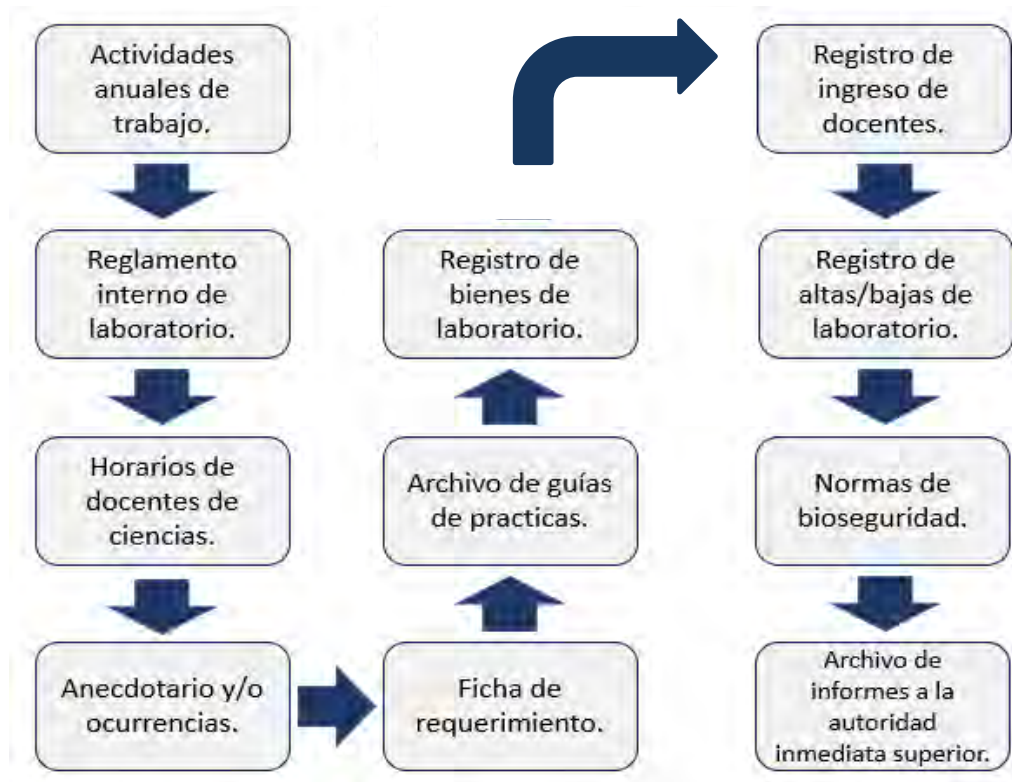 Actividades
anuales de
trabajo.
Reglamento
interno de
laboratorio.
Horarios de
docentes de
ciencias.
Anecdotario y/o
ocurrencias.
Ficha de
requerimiento.
Archivo de guías
de practicas.
Registro de
bienes de
laboratorio.
Registro de
ingreso de
docentes.
Registro de
altas/bajas de
laboratorio.
Normas de
bioseguridad.
Archivo de
informes a la
autoridad
inmediata superior.